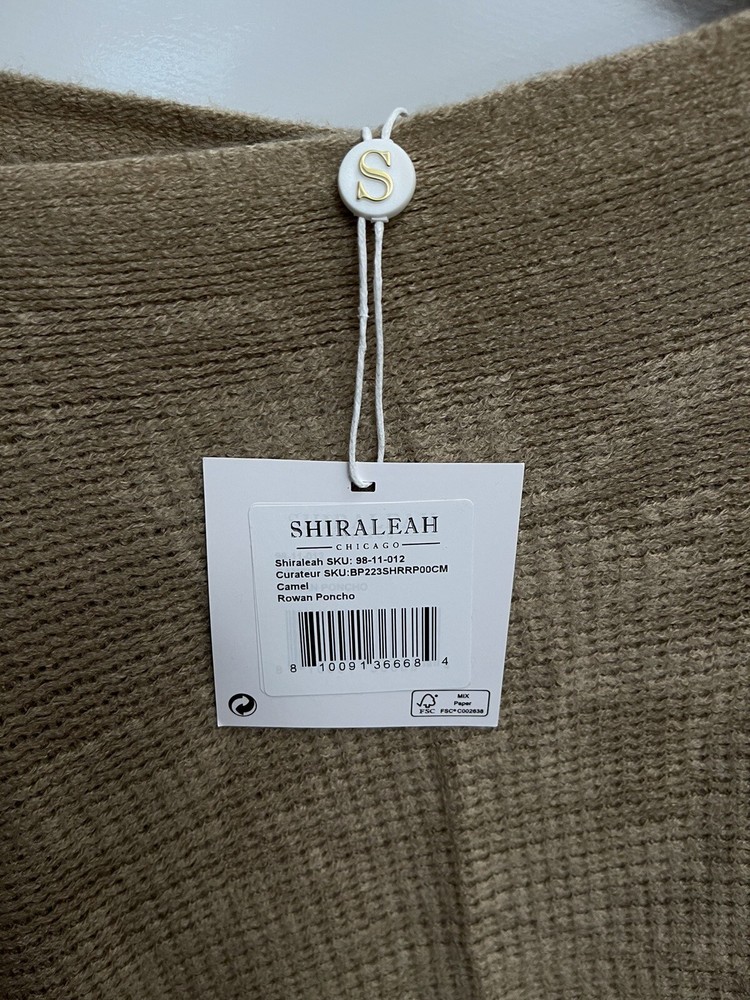 S
SHIRALEAH
CHICAGO
Shiraleah SKU: 98-11-012
Curateur SKU:BP223SHRRP00CM
Camel
Rowan Poncho
8 10091 36668 4
FSC
MIX
Paper
FSC® C002838